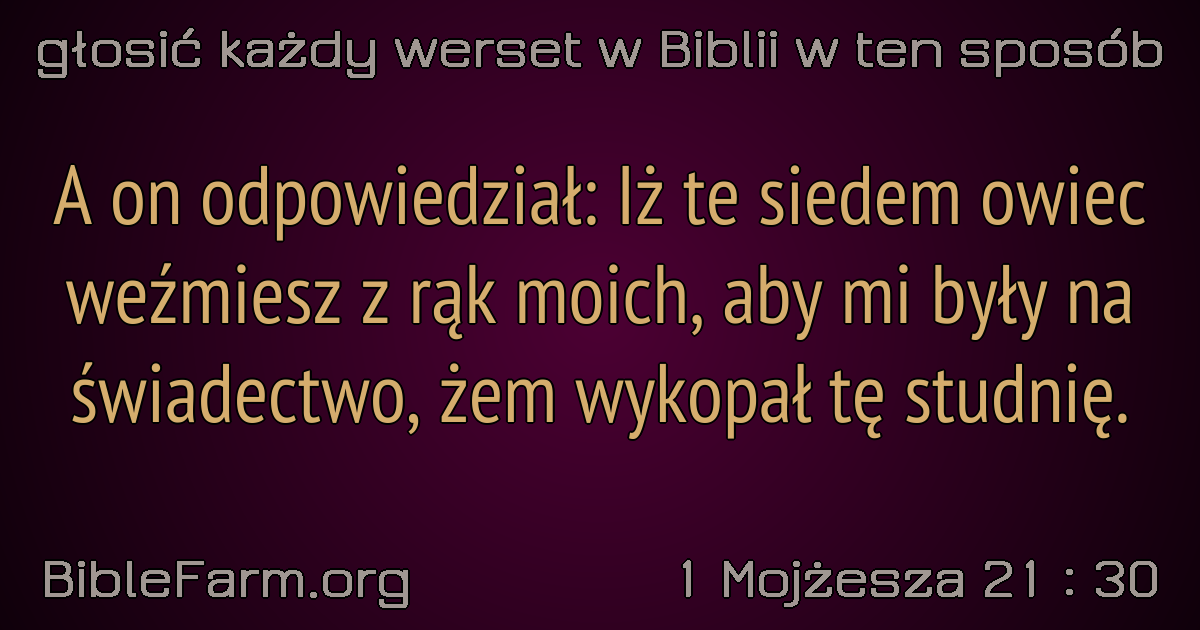 głosić każdy werset w Biblii w ten sposób
A on odpowiedział: Iż te siedem owiec
weźmiesz z rąk moich, aby mi były na
świadectwo, żem wykopał tę studnię.
BibleFarm.org
1 Mojżesza 21 : 30